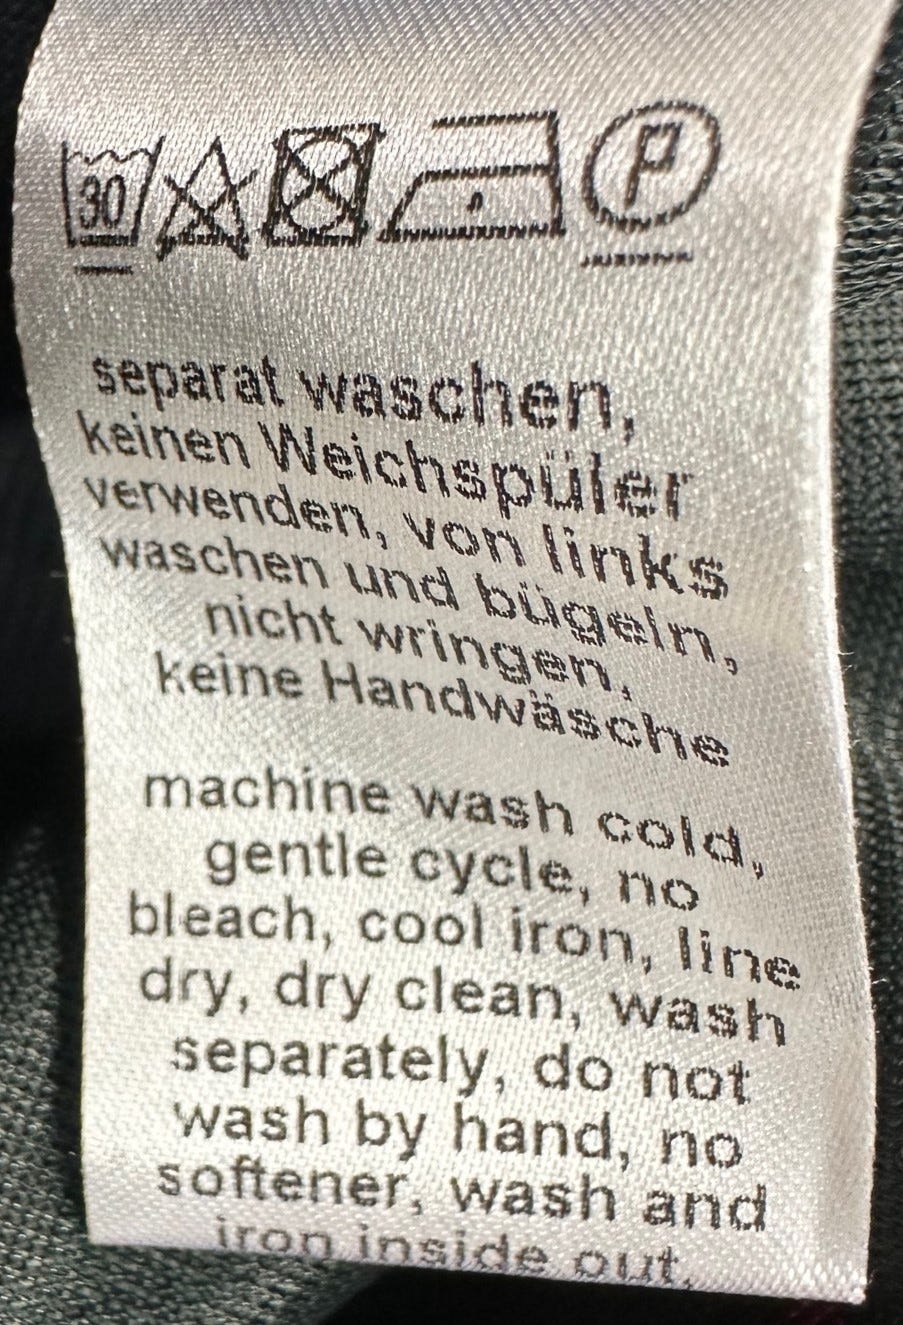 30 P
separat waschen,
keinen Weichspüler
verwenden, von links
waschen und bügeln,
nicht wringen,
keine Handwäsche
machine wash cold,
gentle cycle, no
bleach, cool iron, line
dry, dry clean, wash
separately, do not
wash by hand, no
softener, wash and
iron inside out,